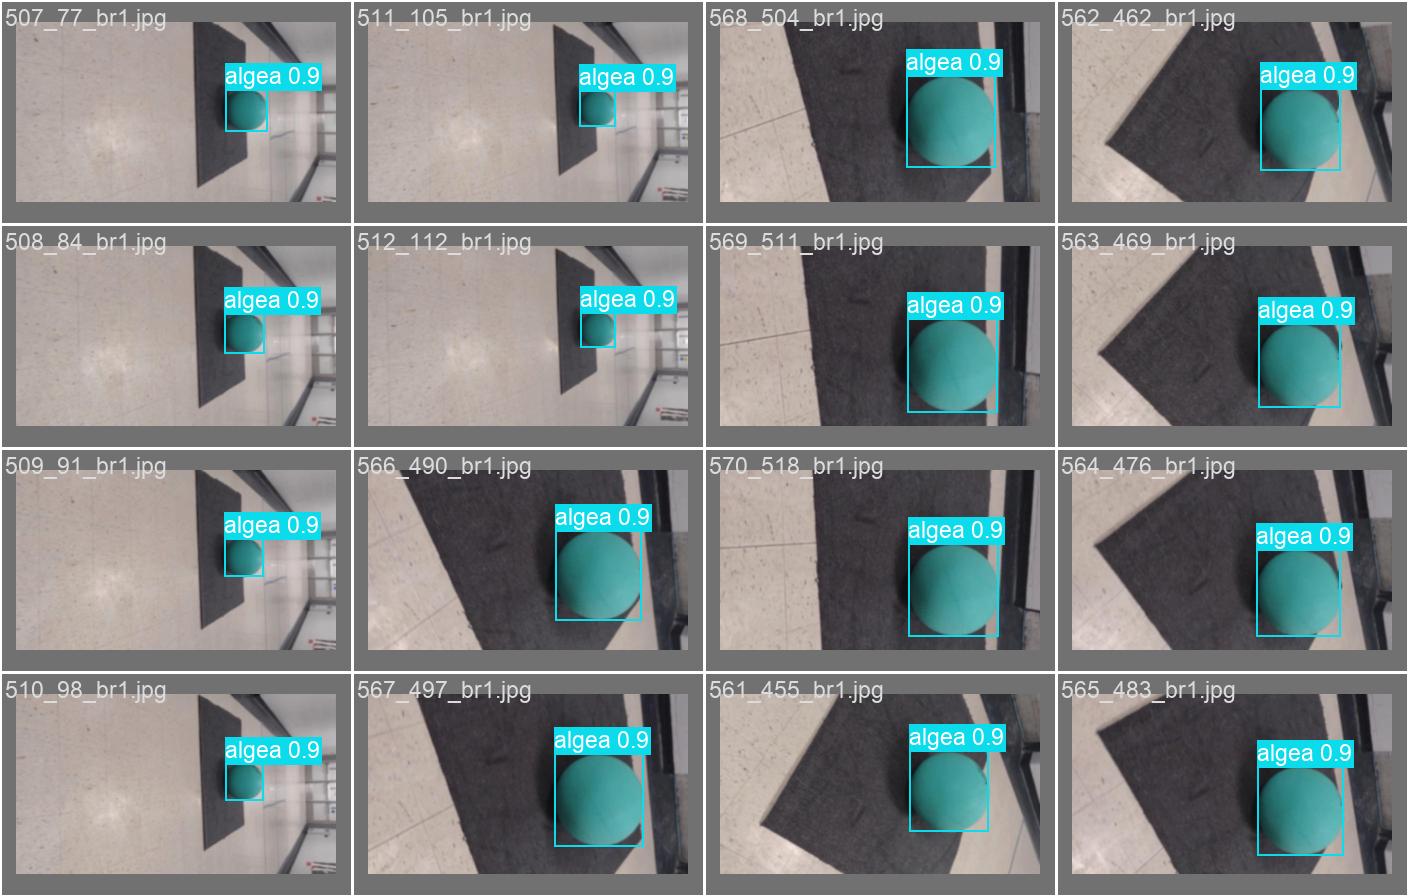 507_77_br1.jpg
algea 0.9
511_105_br1.jpg
algea 0.9
568_504_br1.jpg
algea 0.9
562_462_br1.jpg
algea 0.9
508_84_br1.jpg
algea 0.9
512_112_br1.jpg
algea 0.9
569_511_br1.jpg
algea 0.9
563_469_br1.jpg
algea 0.9
509_91_br1.jpg
algea 0.9
566_490_br1.jpg
algea 0.9
570_518_br1.jpg
algea 0.9
564_476_br1.jpg
algea 0.9
510_98_br1.jpg
algea 0.9
567_497_br1.jpg
algea 0.9
561_455_br1.jpg
algea 0.9
565_483_br1.jpg
algea 0.9